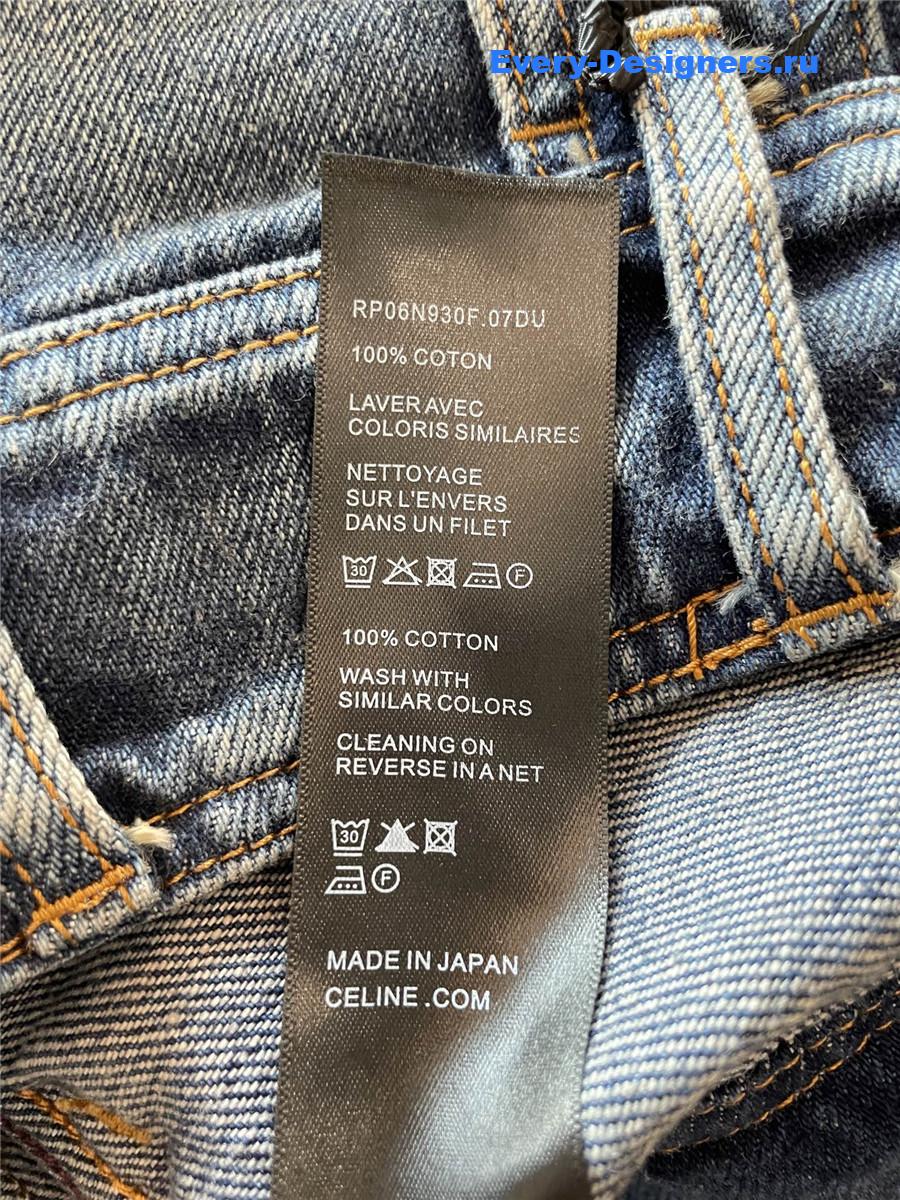 Every-Designers.ru
RP06N930F.07DU
100% COTON
LAVER AVEC
COLORIS SIMILAIRES
NETTOYAGE
SUR L'ENVERS
DANS UN FILET
30 F
100% COTTON
WASH WITH
SIMILAR COLORS
CLEANING ON
REVERSE IN A NET
30
F
MADE IN JAPAN
CELINE .COM